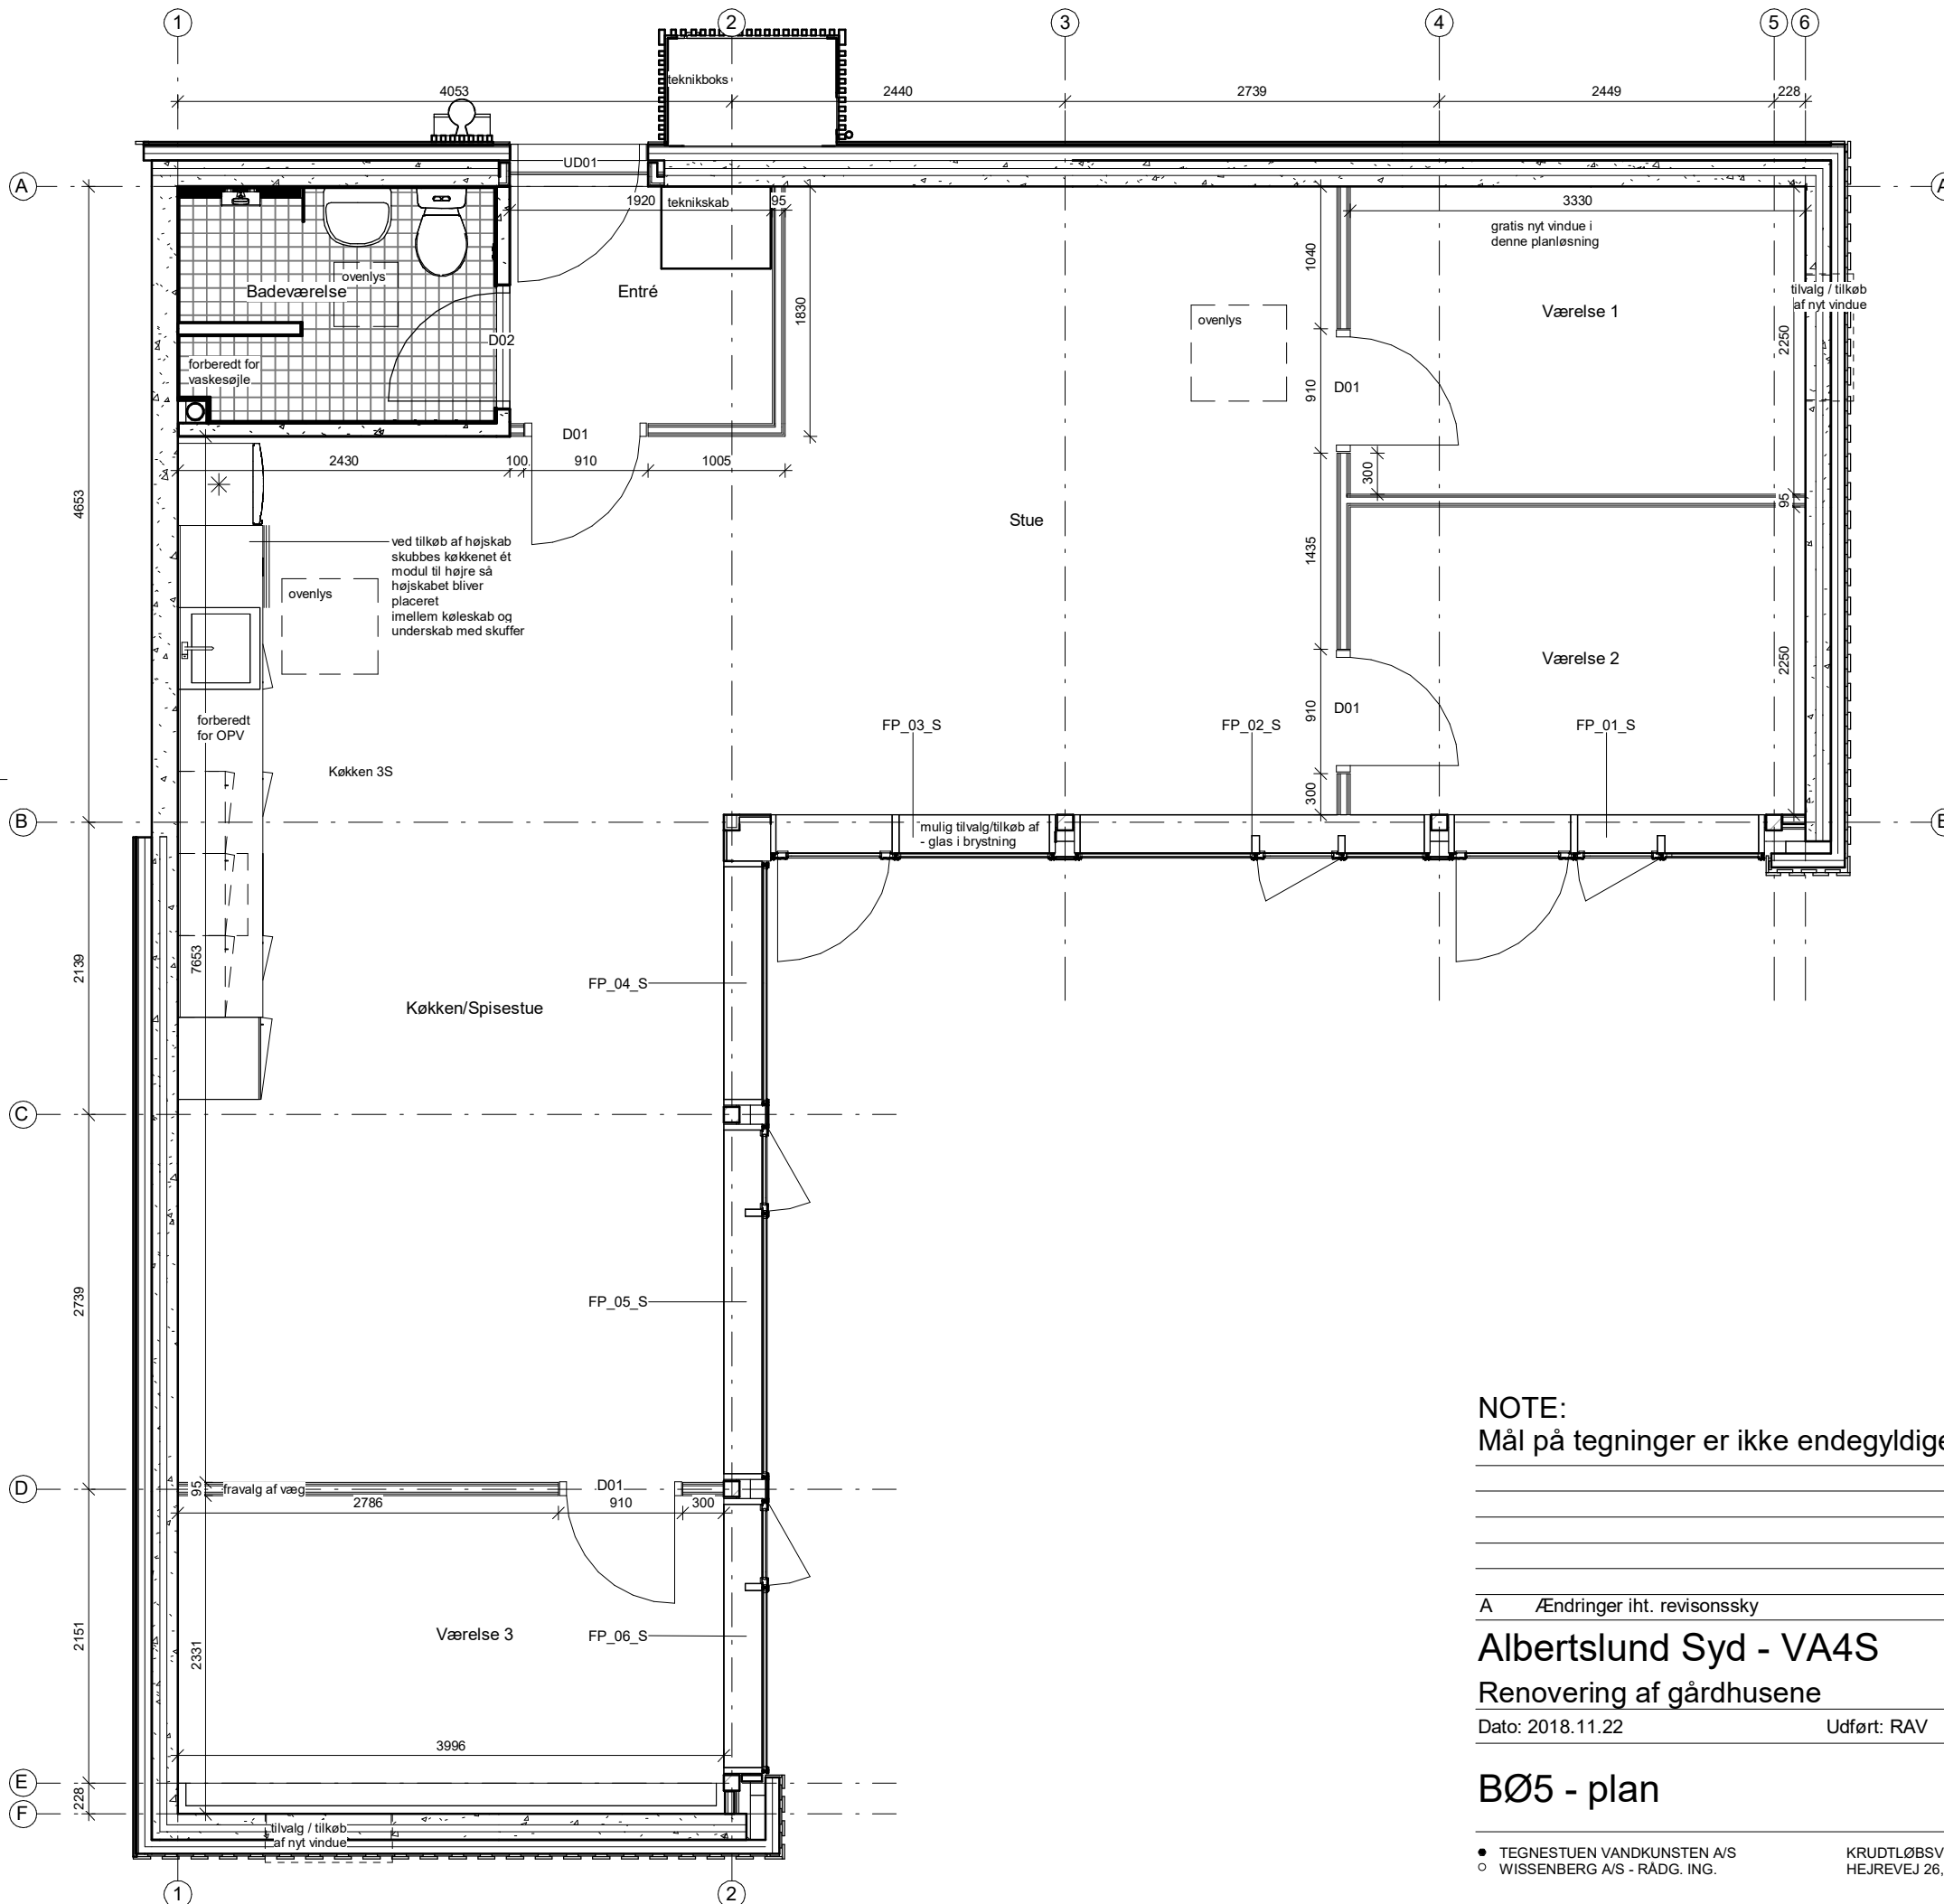 1
2
3
4
5
6
teknikboks
4053
2440
2739
2449
228
UD01
A
A
1920
teknikskab
95
3330
gratis nyt vindue i
denne planløsning
1040
ovenlys
Badeværelse
Entré
1830
ovenlys
Værelse 1
tilvalg / tilkøb
af nyt vindue
2250
D02
forberedt for
vaskesøjle
910
D01
D01
2430
100
910
1005
300
95
4653
Stue
ved tilkøb af højskab
skubbes køkkenet ét
modul til højre så
højskabet bliver
placeret
imellem køleskab og
underskab med skuffer
ovenlys
1435
Værelse 2
2250
forberedt
for OPV
FP_03_S
FP_02_S
910
D01
FP_01_S
Køkken 3S
300
B
mulig tilvalg/tilkøb af
- glas i brystning
2139
7653
FP_04_S
Køkken/Spisestue
C
2739
FP_05_S
D
95
fravalg af væg
D01
2786
910
300
2151
2331
Værelse 3
FP_06_S
3996
E
228
F
tilvalg / tilkøb
af nyt vindue
1
2
NOTE:
Mål på tegninger er ikke endegyldige
A Ændringer iht. revisonssky
Albertslund Syd - VA4S
Renovering af gårdhusene
Dato: 2018.11.22 Udført: RAV
BØ5 - plan
TEGNESTUEN VANDKUNSTEN A/S KRUDTLØBSV
WISSENBERG A/S - RÅDG. ING. HEJREVEJ 26,